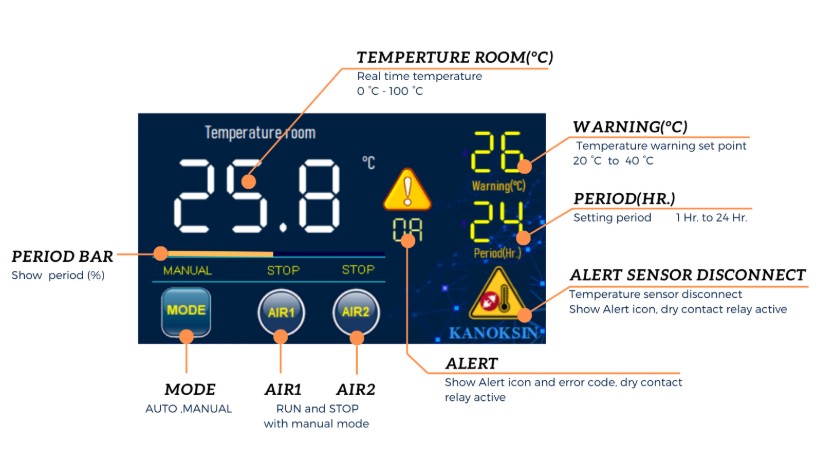 TEMPERTURE ROOM(°C)
Real time temperature
0 °C - 100 °C
Temperature room
25.8
°C
26
Warning(°C)
24
Period(Hr.)
0A
WARNING(°C)
Temperature warning set point
20 °C to 40 °C
PERIOD(HR.)
Setting period 1 Hr. to 24 Hr.
PERIOD BAR
Show period (%)
MANUAL STOP STOP
MODE AIR1 AIR2
KANOKSIN
ALERT SENSOR DISCONNECT
Temperature sensor disconnect
Show Alert icon, dry contact relay active
ALERT
Show Alert icon and error code, dry contact
relay active
MODE
AUTO ,MANUAL
AIR1 AIR2
RUN and STOP
with manual mode